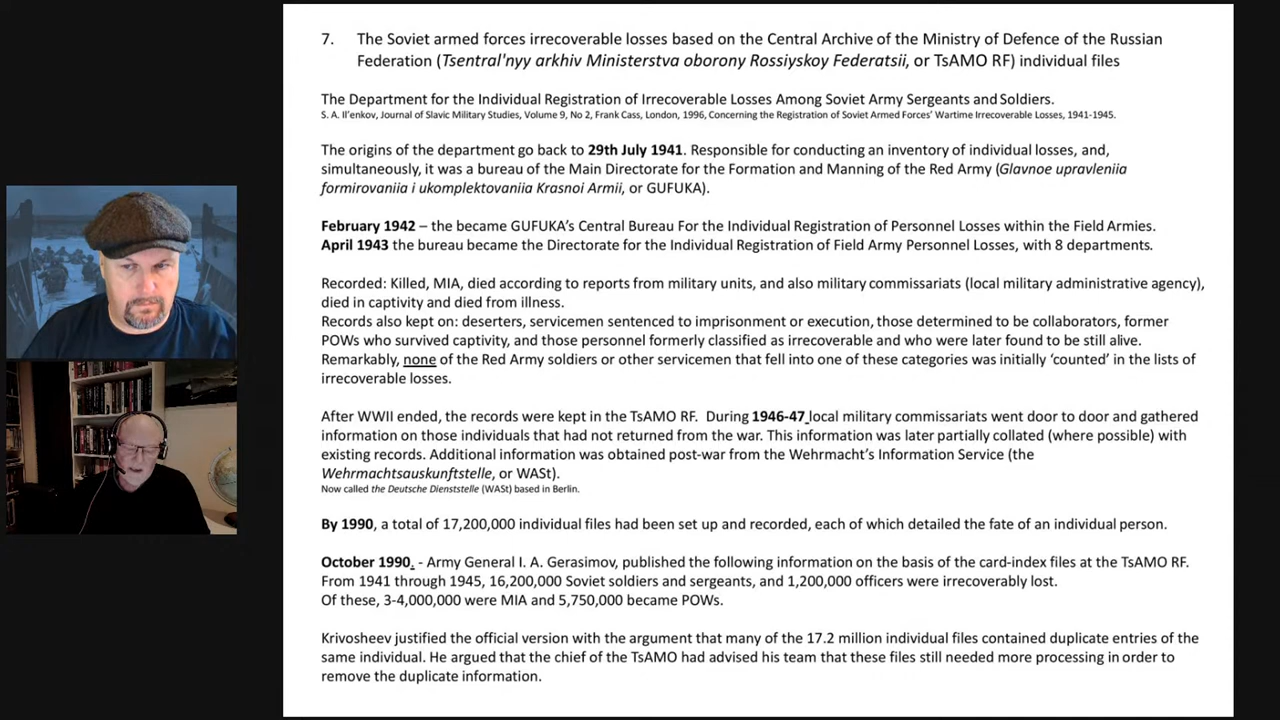 7. The Soviet armed forces irrecoverable losses based on the Central Archive of the Ministry of Defence of the Russian
Federation (Tsentral'nyy arkhiv Ministerstva oborony Rossiyskoy Federatsii, or TsAMO RF) individual files
The Department for the Individual Registration of Irrecoverable Losses Among Soviet Army Sergeants and Soldiers.
S. A. Il'enkov, Journal of Slavic Military Studies, Volume 9, No 2, Frank Cass, London, 1996, Concerning the Registration of Soviet Armed Forces' Wartime Irrecoverable Losses, 1941-1945.
The origins of the department go back to 29th July 1941. Responsible for conducting an inventory of individual losses, and,
simultaneously, it was a bureau of the Main Directorate for the Formation and Manning of the Red Army (Glavnoe upravleniia
formirovaniia i ukomplektovaniia Krasnoi Armii, or GUFUKA).
February 1942 – the became GUFUKA's Central Bureau For the Individual Registration of Personnel Losses within the Field Armies.
April 1943 the bureau became the Directorate for the Individual Registration of Field Army Personnel Losses, with 8 departments.
Recorded: Killed, MIA, died according to reports from military units, and also military commissariats (local military administrative agency),
died in captivity and died from illness.
Records also kept on: deserters, servicemen sentenced to imprisonment or execution, those determined to be collaborators, former
POWs who survived captivity, and those personnel formerly classified as irrecoverable and who were later found to be still alive.
Remarkably, none of the Red Army soldiers or other servicemen that fell into one of these categories was initially 'counted' in the lists of
irrecoverable losses.
After WWII ended, the records were kept in the TsAMO RF. During 1946-47 local military commissariats went door to door and gathered
information on those individuals that had not returned from the war. This information was later partially collated (where possible) with
existing records. Additional information was obtained post-war from the Wehrmacht's Information Service (the
Wehrmachtsauskunftstelle, or WASt).
Now called the Deutsche Dienststelle (WASt) based in Berlin.
By 1990, a total of 17,200,000 individual files had been set up and recorded, each of which detailed the fate of an individual person.
October 1990. - Army General I. A. Gerasimov, published the following information on the basis of the card-index files at the TsAMO RF.
From 1941 through 1945, 16,200,000 Soviet soldiers and sergeants, and 1,200,000 officers were irrecoverably lost.
Of these, 3-4,000,000 were MIA and 5,750,000 became POWs.
Krivosheev justified the official version with the argument that many of the 17.2 million individual files contained duplicate entries of the
same individual. He argued that the chief of the TsAMO had advised his team that these files still needed more processing in order to
remove the duplicate information.